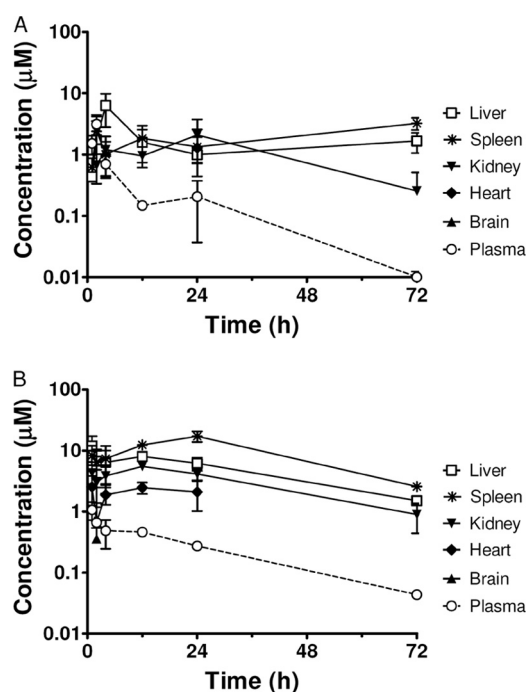 A
100
10
1
0.1
0.01
Concentration (μM)
0
24
48
72
Time (h)
Liver
Spleen
Kidney
Heart
Brain
Plasma
B
100
10
1
0.1
0.01
Concentration (μM)
0
24
48
72
Time (h)
Liver
Spleen
Kidney
Heart
Brain
Plasma